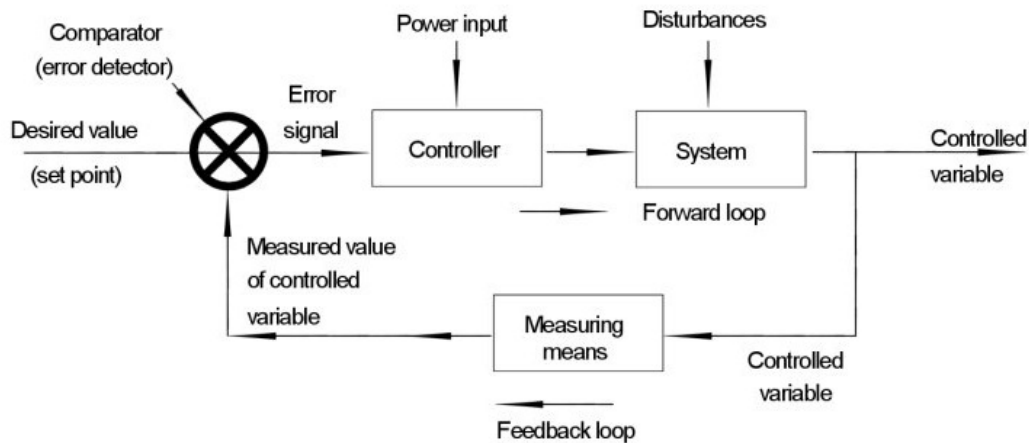 Power input
Disturbances
Comparator
(error detector)
Error
signal
Desired value
(set point)
Controller
System
Controlled
variable
Forward loop
Measured value
of controlled
variable
Measuring
means
Controlled
variable
Feedback loop